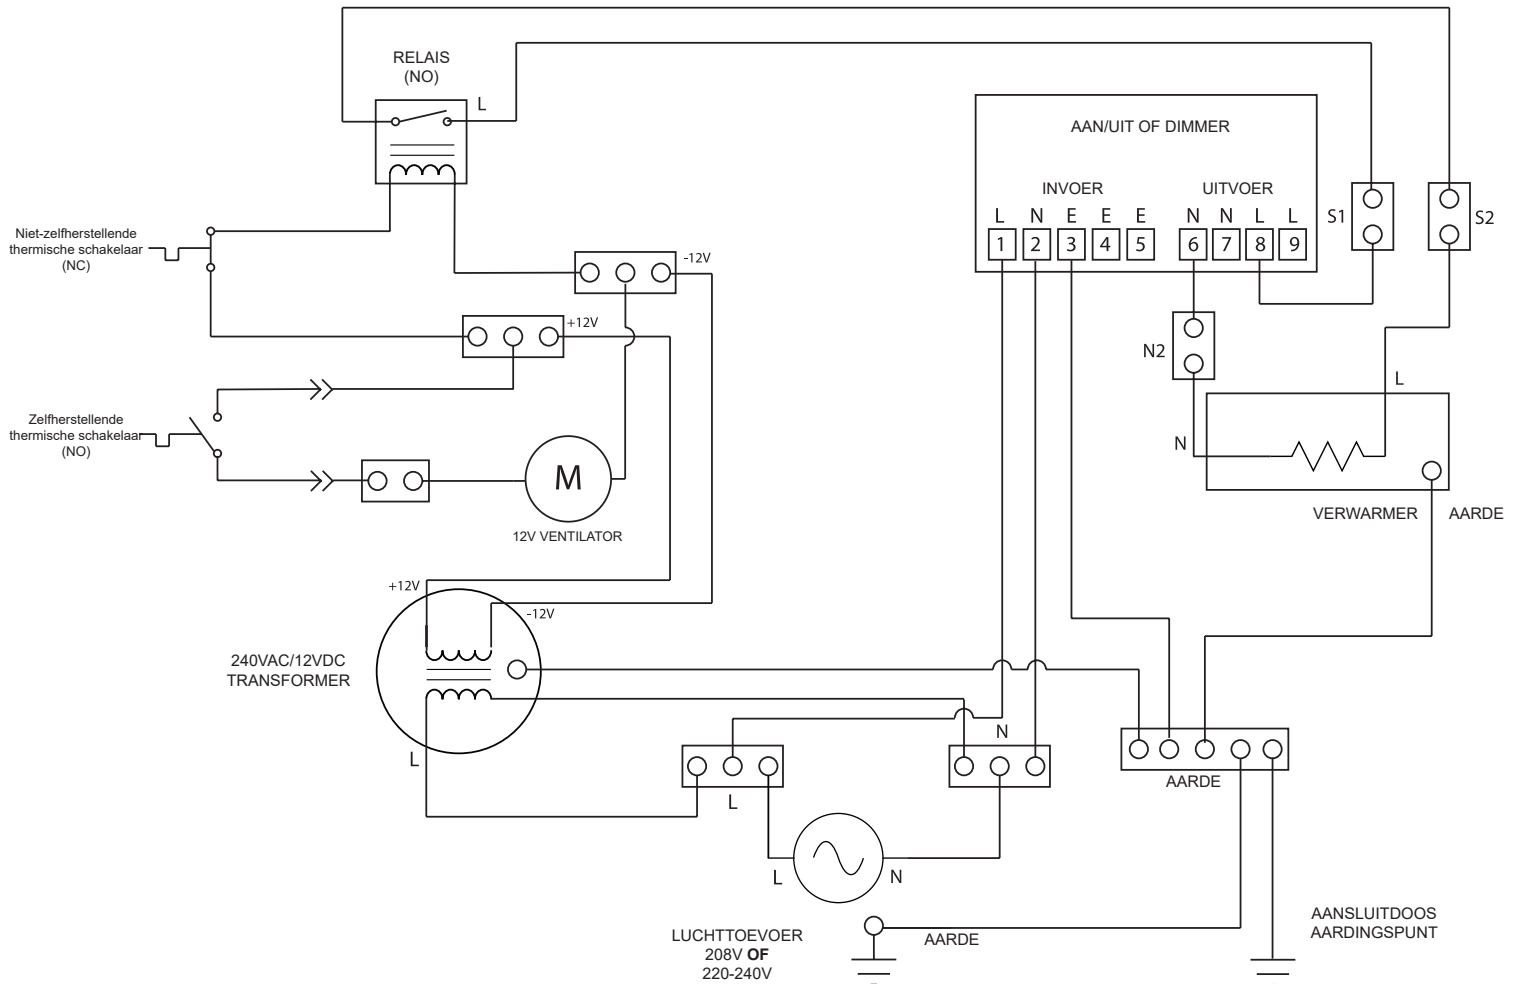 RELAIS
(NO)
L
AAN/UIT OF DIMMER
INVOER
UITVOER
L N E E E N N L L
1 2 3 4 5 6 7 8 9
S1
S2
Niet-zelfherstellende
thermische schakelaar
(NC)
-12V
+12V
N2
L
Zelfherstellende
thermische schakelaar
(NO)
M
12V VENTILATOR
N
VERWARMER
AARDE
+12V
-12V
240VAC/12VDC
TRANSFORMER
L
N
L
AARDE
L
N
LUCHTTOEVOER
208V OF
220-240V
AARDE
AANSLUITDOOS
AARDINGSPUNT